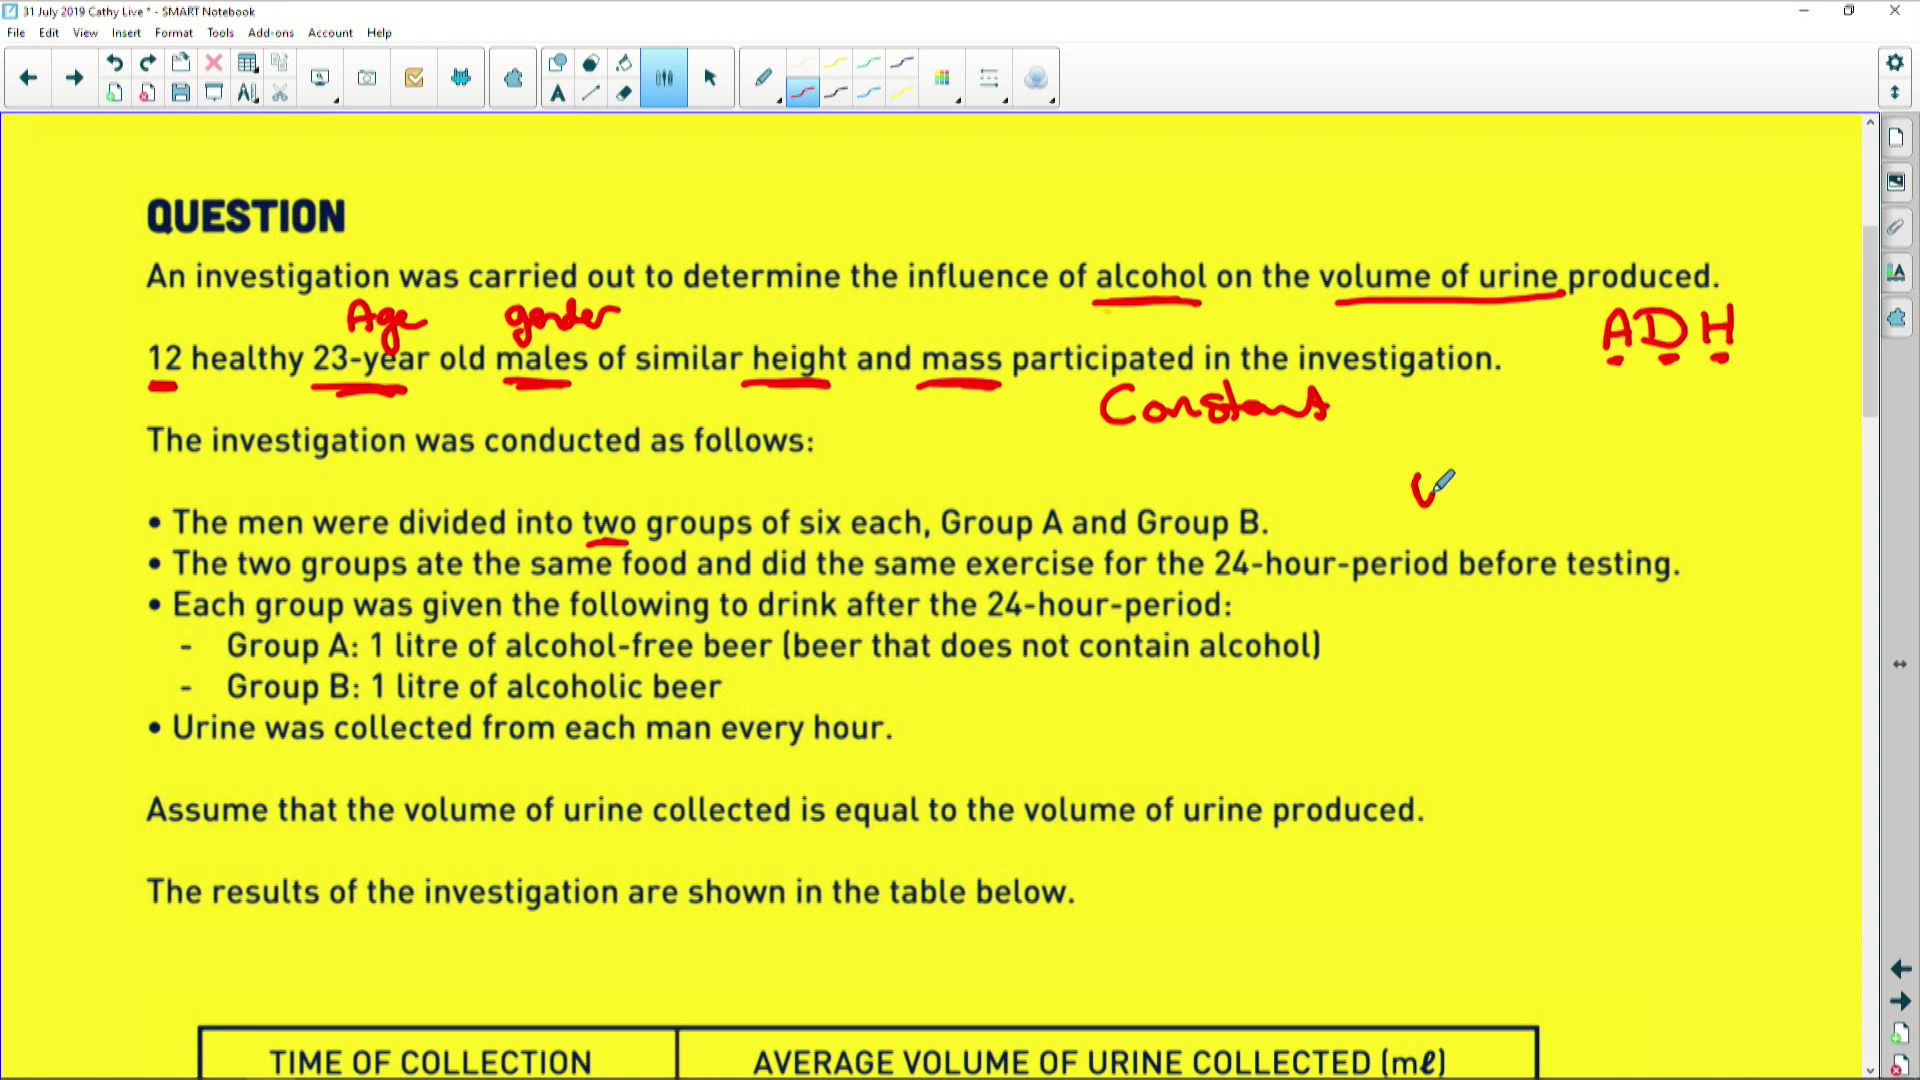 31 July 2019 Cathy Live * - SMART Notebook
File Edit View Insert Format Tools Add-ons Account Help
QUESTION
An investigation was carried out to determine the influence of alcohol on the volume of urine produced.
Age gender
ADH
12 healthy 23-year old males of similar height and mass participated in the investigation.
Constant
The investigation was conducted as follows:
• The men were divided into two groups of six each, Group A and Group B.
• The two groups ate the same food and did the same exercise for the 24-hour-period before testing.
• Each group was given the following to drink after the 24-hour-period:
- Group A: 1 litre of alcohol-free beer (beer that does not contain alcohol)
- Group B: 1 litre of alcoholic beer
• Urine was collected from each man every hour.
Assume that the volume of urine collected is equal to the volume of urine produced.
The results of the investigation are shown in the table below.
TIME OF COLLECTION AVERAGE VOLUME OF URINE COLLECTED (mℓ)